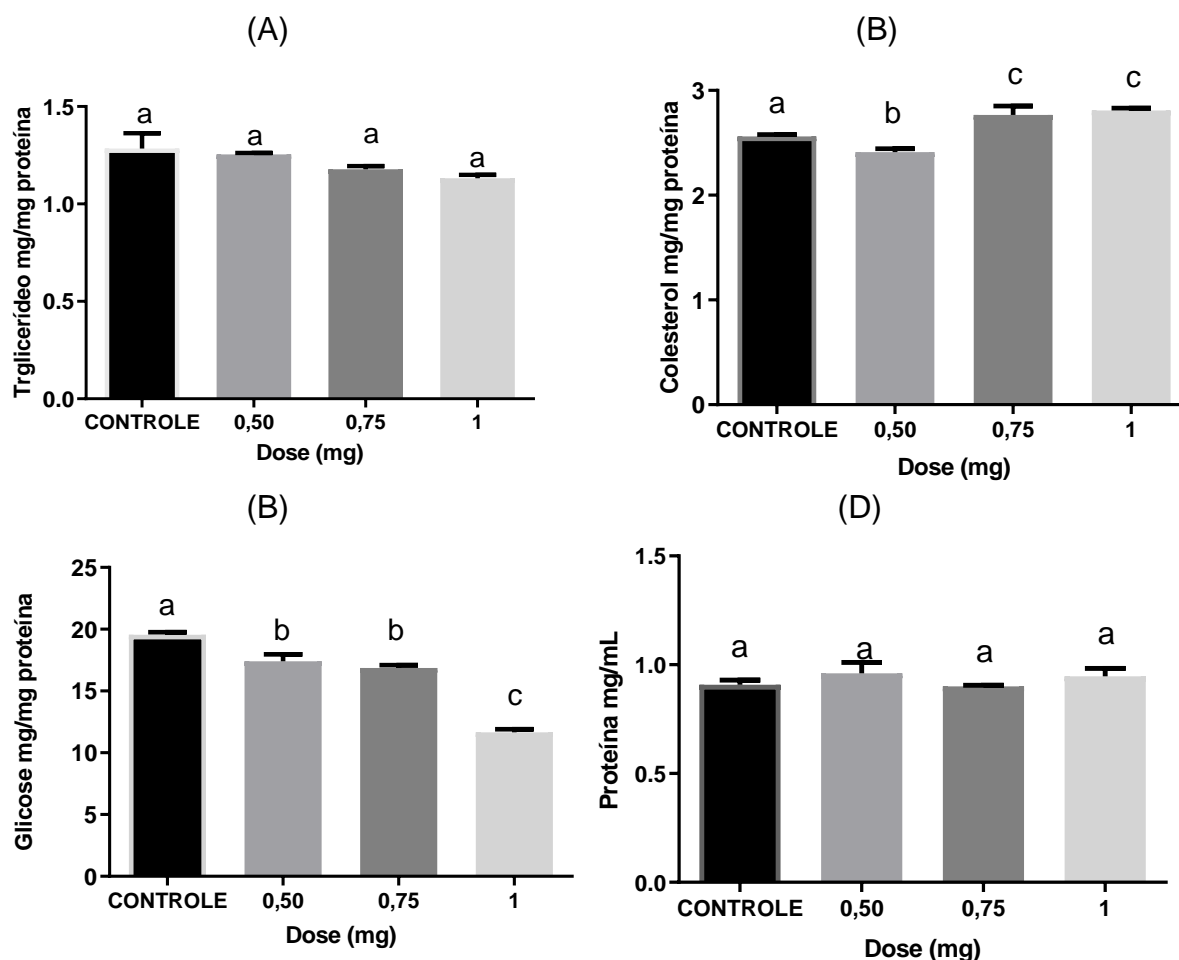 (A)
Trglicerídeo mg/mg proteína
1.5
1.0
0.5
0.0
a
a
a
a
CONTROLE 0,50 0,75 1
Dose (mg)
(B)
Colesterol mg/mg proteína
3
2
1
0
a
b
c
c
CONTROLE 0,50 0,75 1
Dose (mg)
(B)
Glicose mg/mg proteína
25
20
15
10
5
0
a
b
b
c
CONTROLE 0,50 0,75 1
Dose (mg)
(D)
Proteína mg/mL
1.5
1.0
0.5
0.0
a
a
a
a
CONTROLE 0,50 0,75 1
Dose (mg)